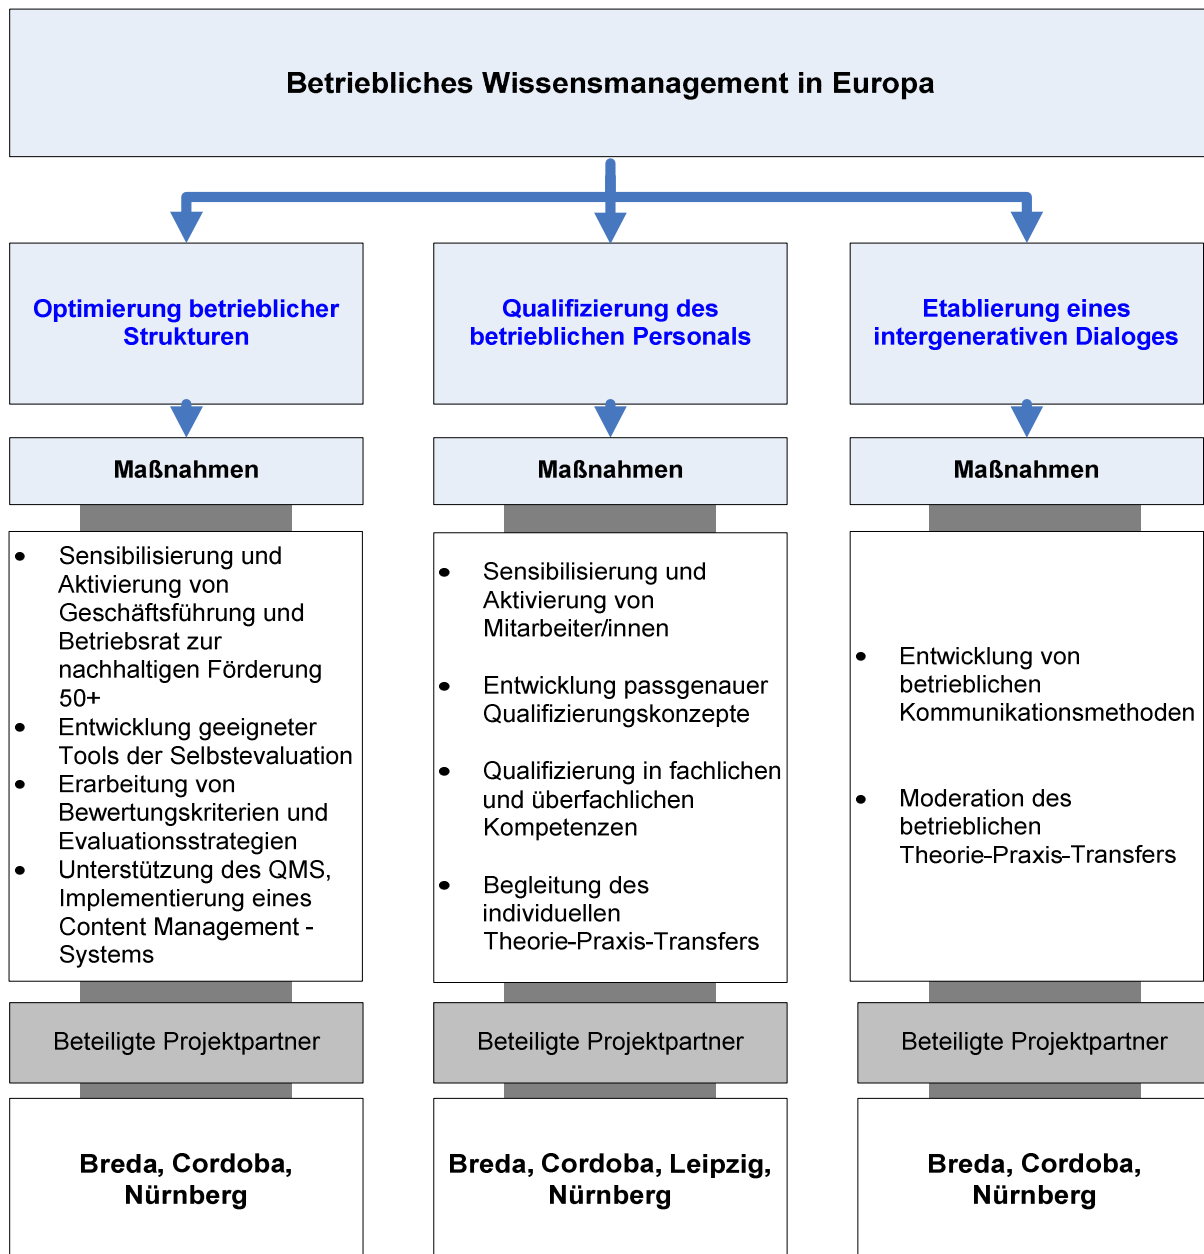 Betriebliches Wissensmanagement in Europa
Optimierung betrieblicher
Strukturen
Maßnahmen
• Sensibilisierung und
Aktivierung von
Geschäftsführung und
Betriebsrat zur
nachhaltigen Förderung
50+
• Entwicklung geeigneter
Tools der Selbstevaluation
• Erarbeitung von
Bewertungskriterien und
Evaluationsstrategien
• Unterstützung des QMS,
Implementierung eines
Content Management -
Systems
Beteiligte Projektpartner
Breda, Cordoba,
Nürnberg
Qualifizierung des
betrieblichen Personals
Maßnahmen
• Sensibilisierung und
Aktivierung von
Mitarbeiter/innen
• Entwicklung passgenauer
Qualifizierungskonzepte
• Qualifizierung in fachlichen
und überfachlichen
Kompetenzen
• Begleitung des
individuellen
Theorie-Praxis-Transfers
Beteiligte Projektpartner
Breda, Cordoba, Leipzig,
Nürnberg
Etablierung eines
intergenerativen Dialoges
Maßnahmen
• Entwicklung von
betrieblichen
Kommunikationsmethoden
• Moderation des
betrieblichen
Theorie-Praxis-Transfers
Beteiligte Projektpartner
Breda, Cordoba,
Nürnberg